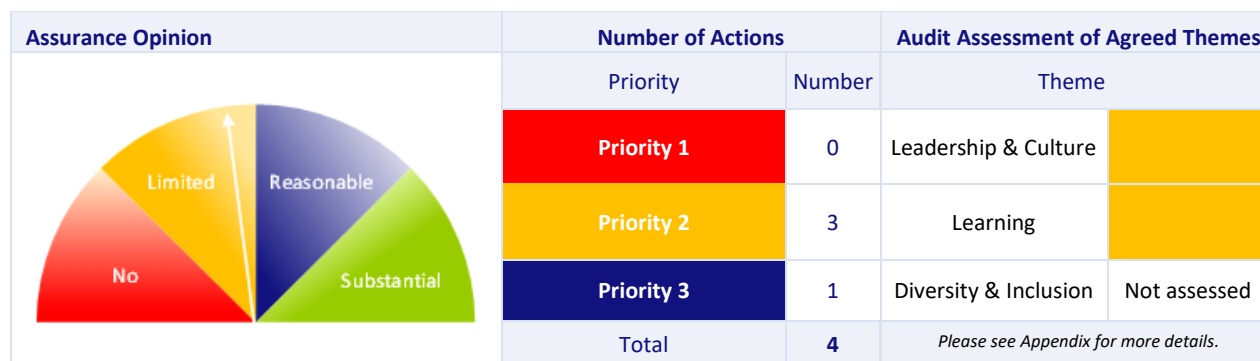 Assurance Opinion
Number of Actions
Audit Assessment of Agreed Themes
Priority
Number
Theme
Limited
Reasonable
No
Substantial
Priority 1
0
Leadership & Culture
Priority 2
3
Learning
Priority 3
1
Diversity & Inclusion
Not assessed
Total
4
Please see Appendix for more details.